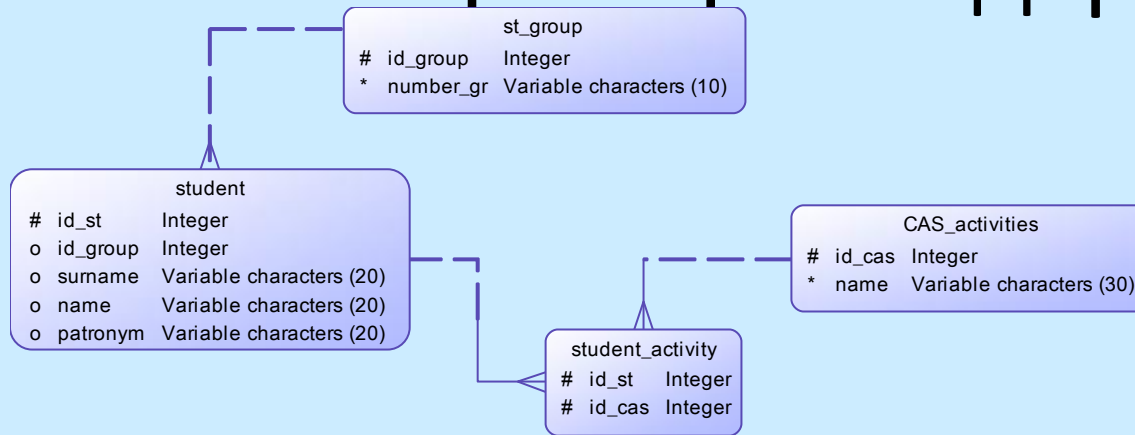 st_group
# id_group Integer
* number_gr Variable characters (10)
student
# id_st Integer
o id_group Integer
o surname Variable characters (20)
o name Variable characters (20)
o patronym Variable characters (20)
CAS_activities
# id_cas Integer
* name Variable characters (30)
student_activity
# id_st Integer
# id_cas Integer